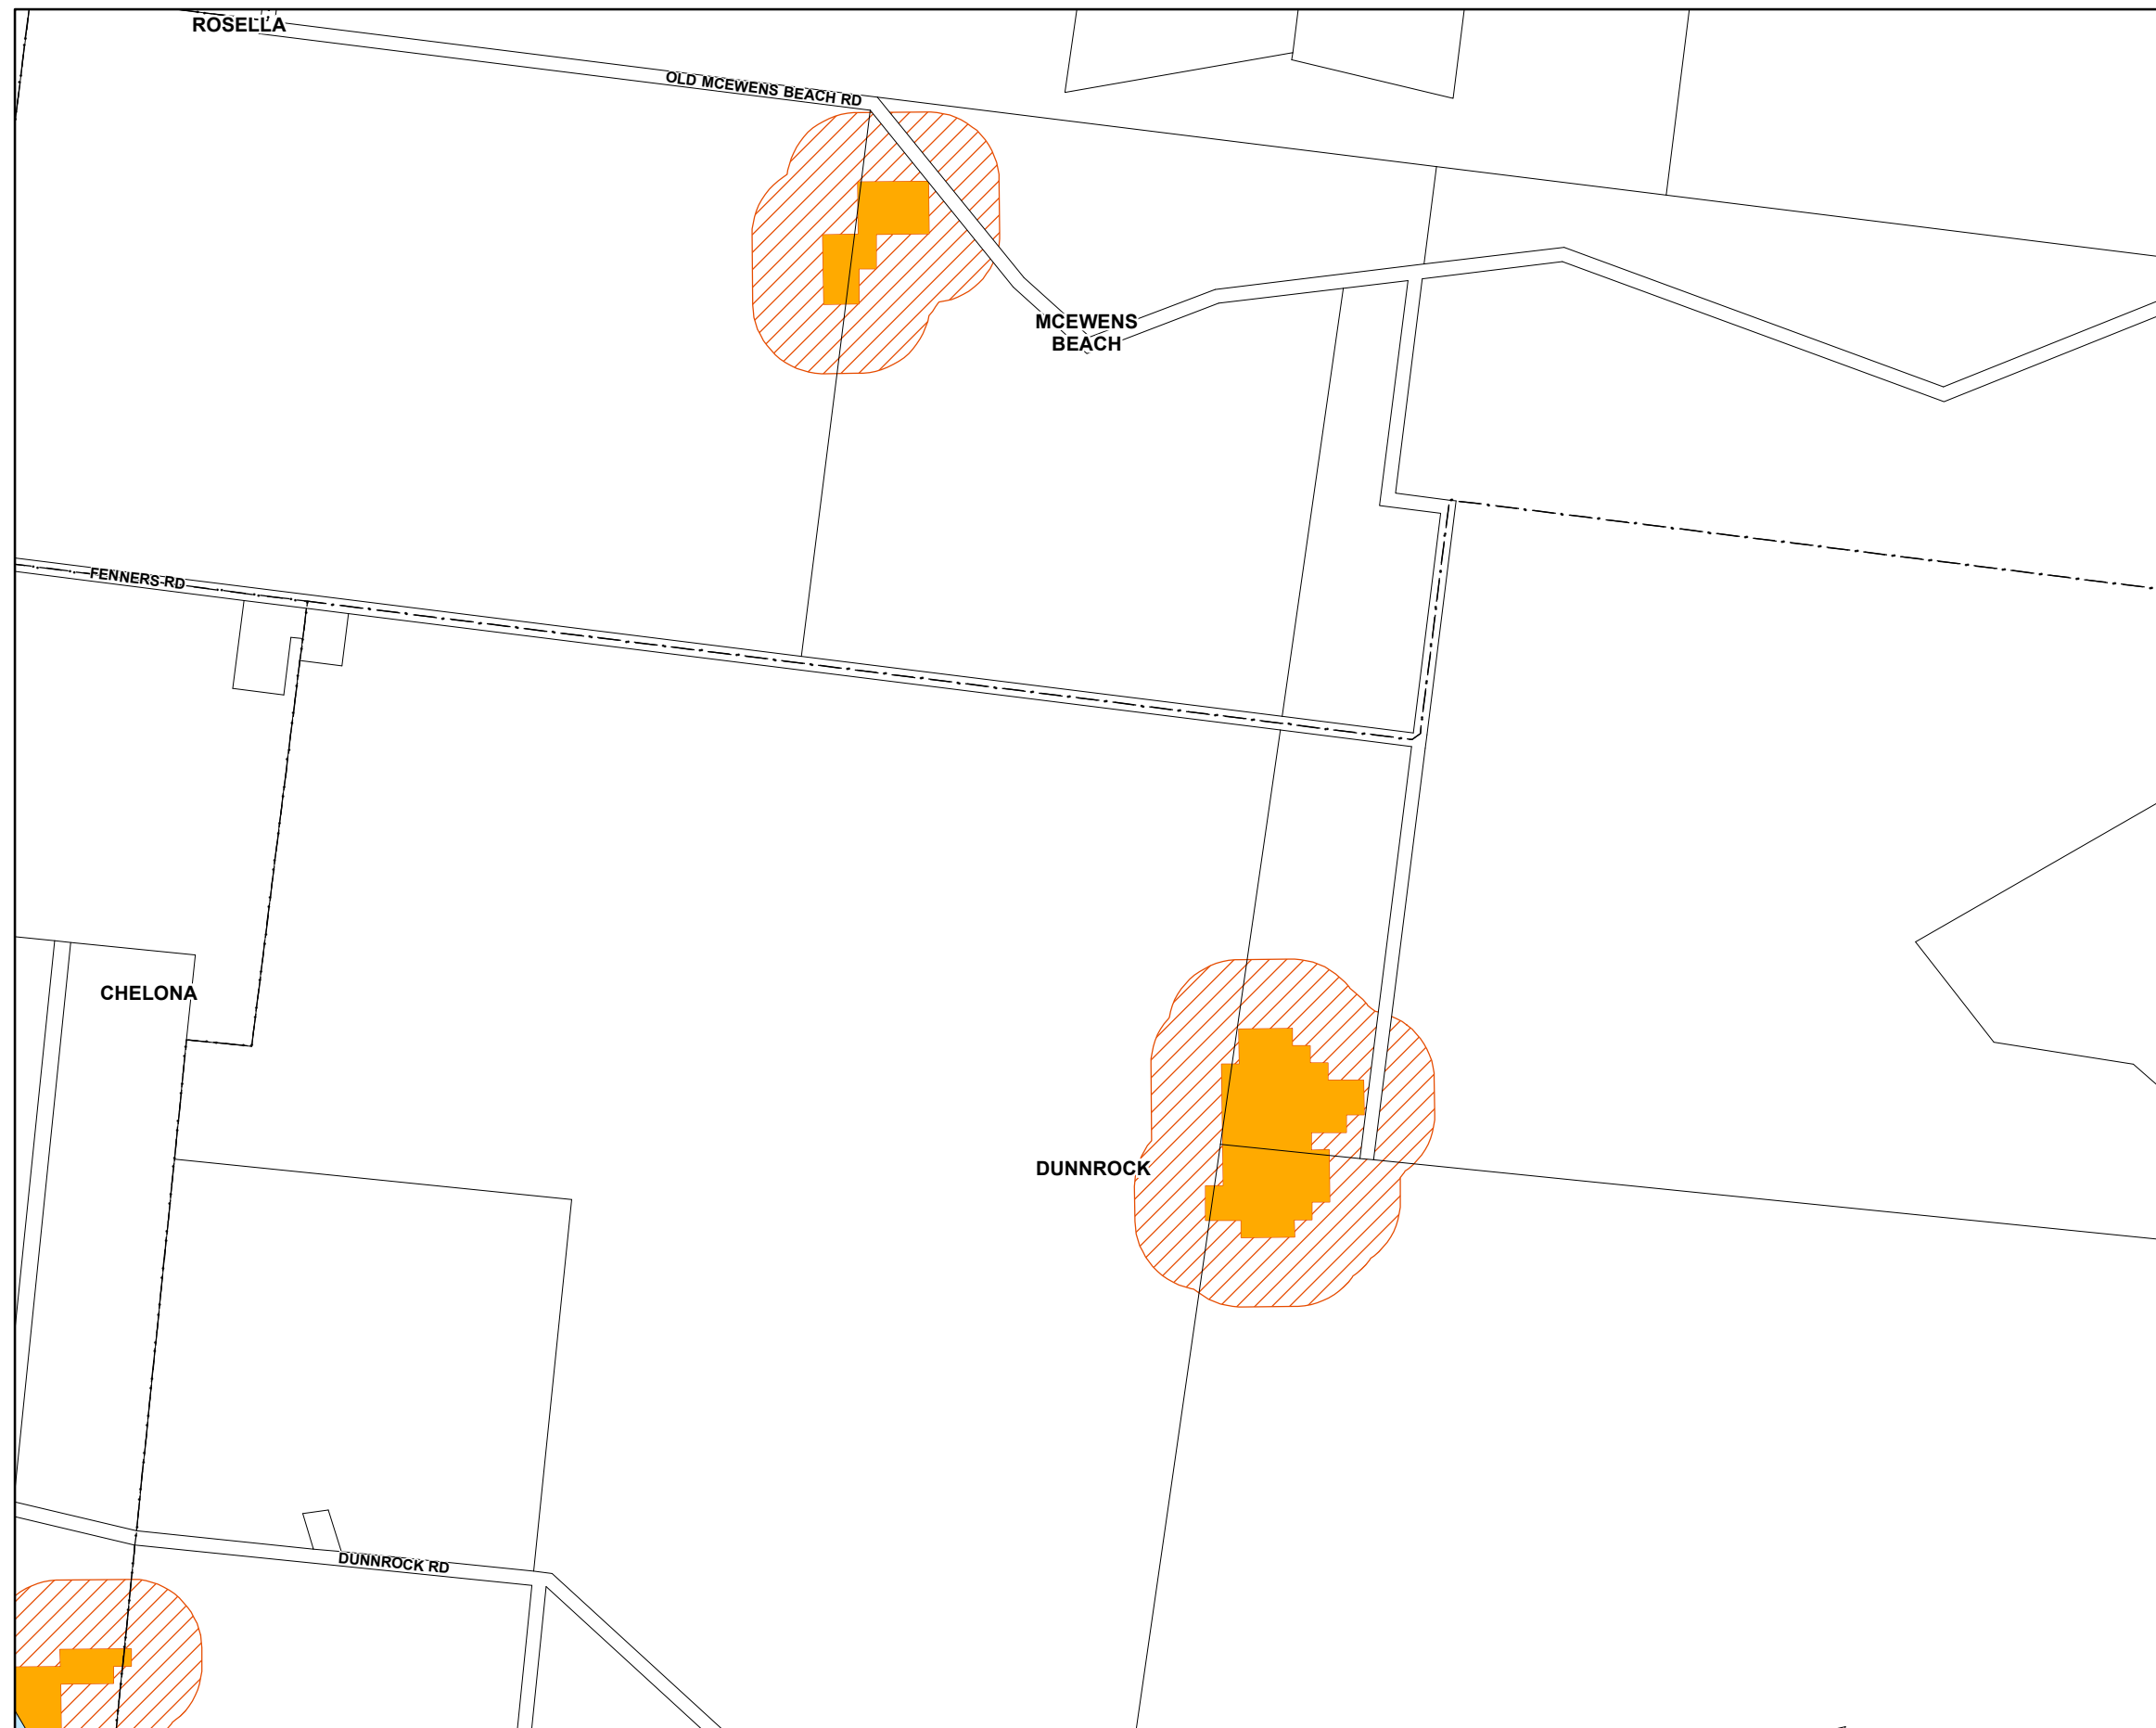 ROSELLA
OLD MCEWENS BEACH RD
MCEWENS
BEACH
FENNERS RD
CHELONA
DUNNROCK
DUNNROCK RD